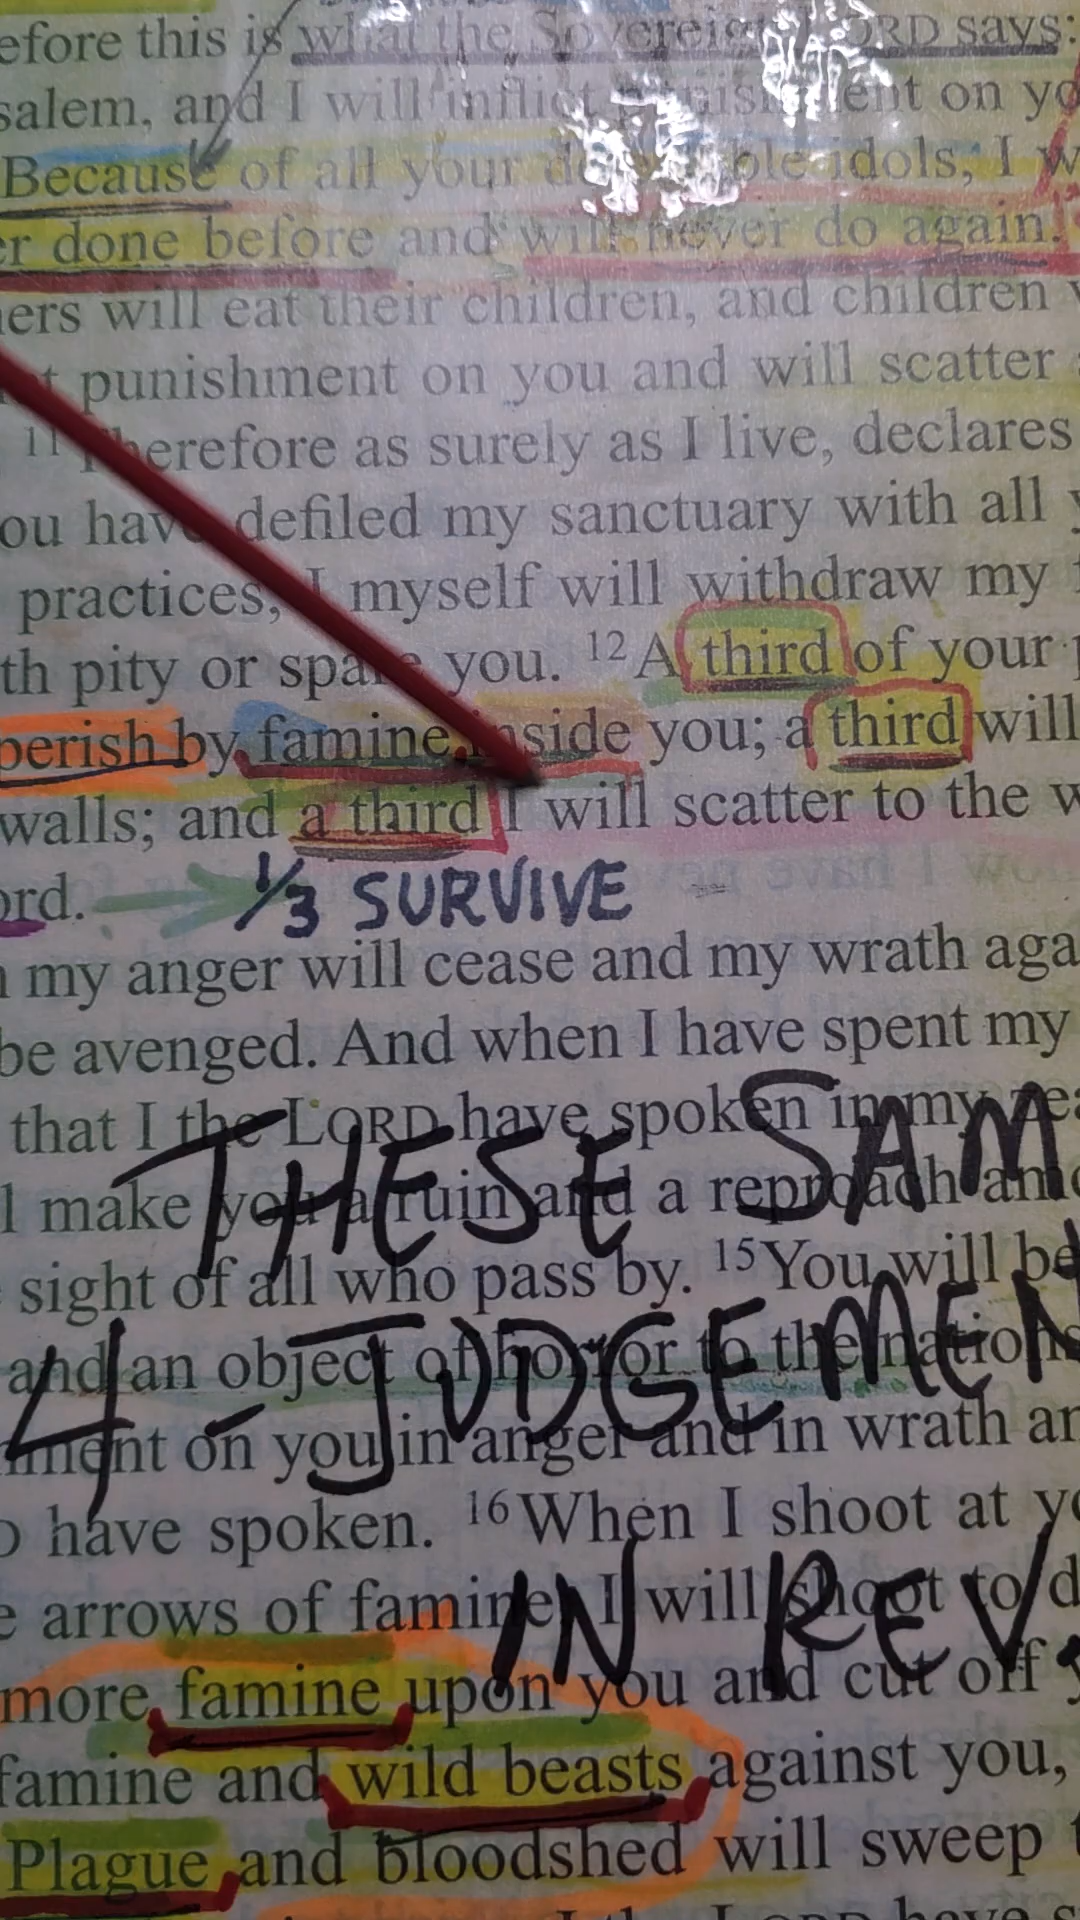 efore this is what the Sovereign LORD says:
salem, and I will inflict punishment on yo
Because of all your idols, I w
er done before and will never do again.
ers will eat their children, and children
punishment on you and will scatter
11 Therefore as surely as I live, declares
ou have defiled my sanctuary with all
practices, I myself will withdraw my
th pity or spare you. 12 A third of your
perish by famine inside you; a third will
walls; and a third I will scatter to the w
ord. → 1/3 SURVIVE
my anger will cease and my wrath aga
be avenged. And when I have spent my
that I the LORD have spoken in my zea
THESE SAM
l make you a ruin and a reproach and
sight of all who pass by. 15 You will be
4-JUDGEMEN
and an object of horror to the nations
ment on you in anger and in wrath an
have spoken. 16 When I shoot at yo
IN REV.
e arrows of famine, I will shoot to d
more famine upon you and cut off y
famine and wild beasts against you,
Plague and bloodshed will sweep t